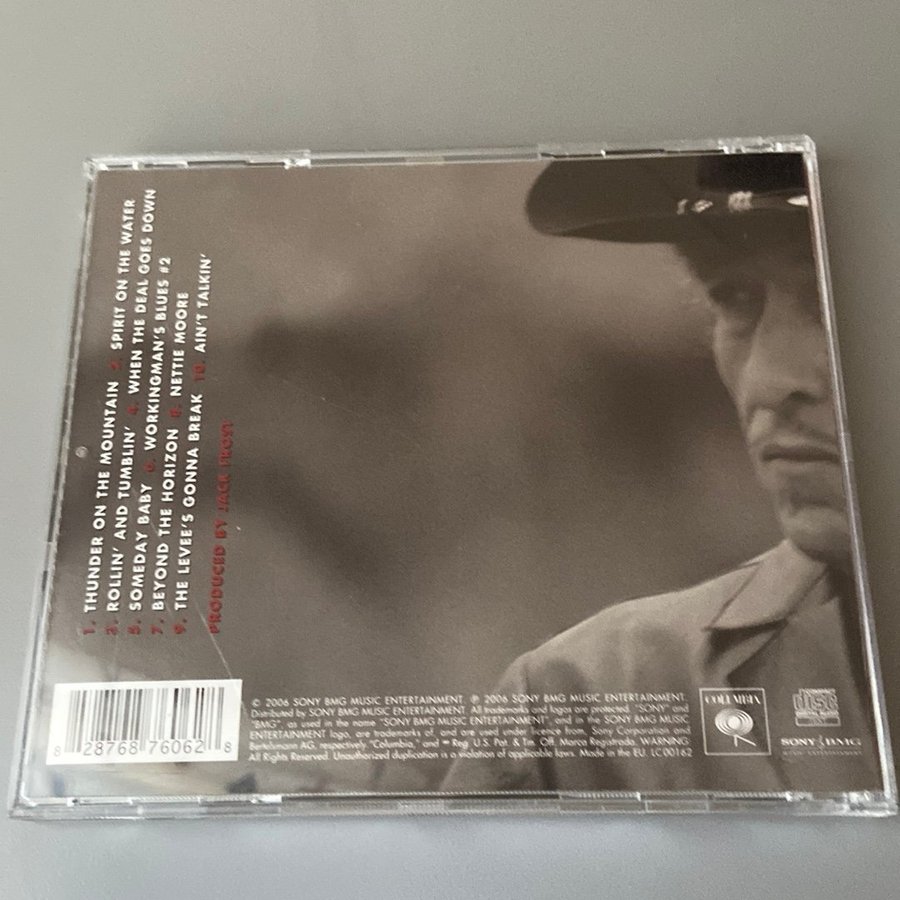 1. THUNDER ON THE MOUNTAIN 2. SPIRIT ON THE WATER
3. ROLLIN' AND TUMBLIN' 4. WHEN THE DEAL GOES DOWN
5. SOMEDAY BABY 6. WORKINGMAN'S BLUES #2
7. BEYOND THE HORIZON 8. NETTIE MOORE
9. THE LEVEE'S GONNA BREAK 10. AIN'T TALKIN'
PRODUCED BY JACK FROST
8 28768 76062 8
© 2006 SONY BMG MUSIC ENTERTAINMENT. ℗ 2006 SONY BMG MUSIC ENTERTAINMENT.
Distributed by SONY BMG MUSIC ENTERTAINMENT. All trademarks and logos are protected. "SONY" and
"BMG", as used in the name "SONY BMG MUSIC ENTERTAINMENT", and in the SONY BMG MUSIC
ENTERTAINMENT logo, are trademarks of, and are used under licence from, Sony Corporation and
Bertelsmann AG, respectively. "Columbia," and ® Reg. U.S. Pat. & Tm. Off. Marca Registrada. WARNING:
All Rights Reserved. Unauthorized duplication is a violation of applicable laws. Made in the EU. LC00162
COLUMBIA
COMPACT
disc
SONY BMG
MUSIC ENTERTAINMENT